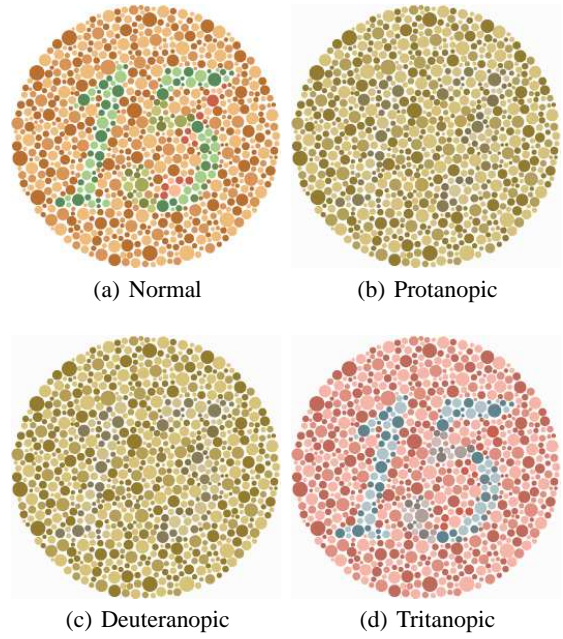 15
(a) Normal
(b) Protanopic
15
(c) Deuteranopic
(d) Tritanopic